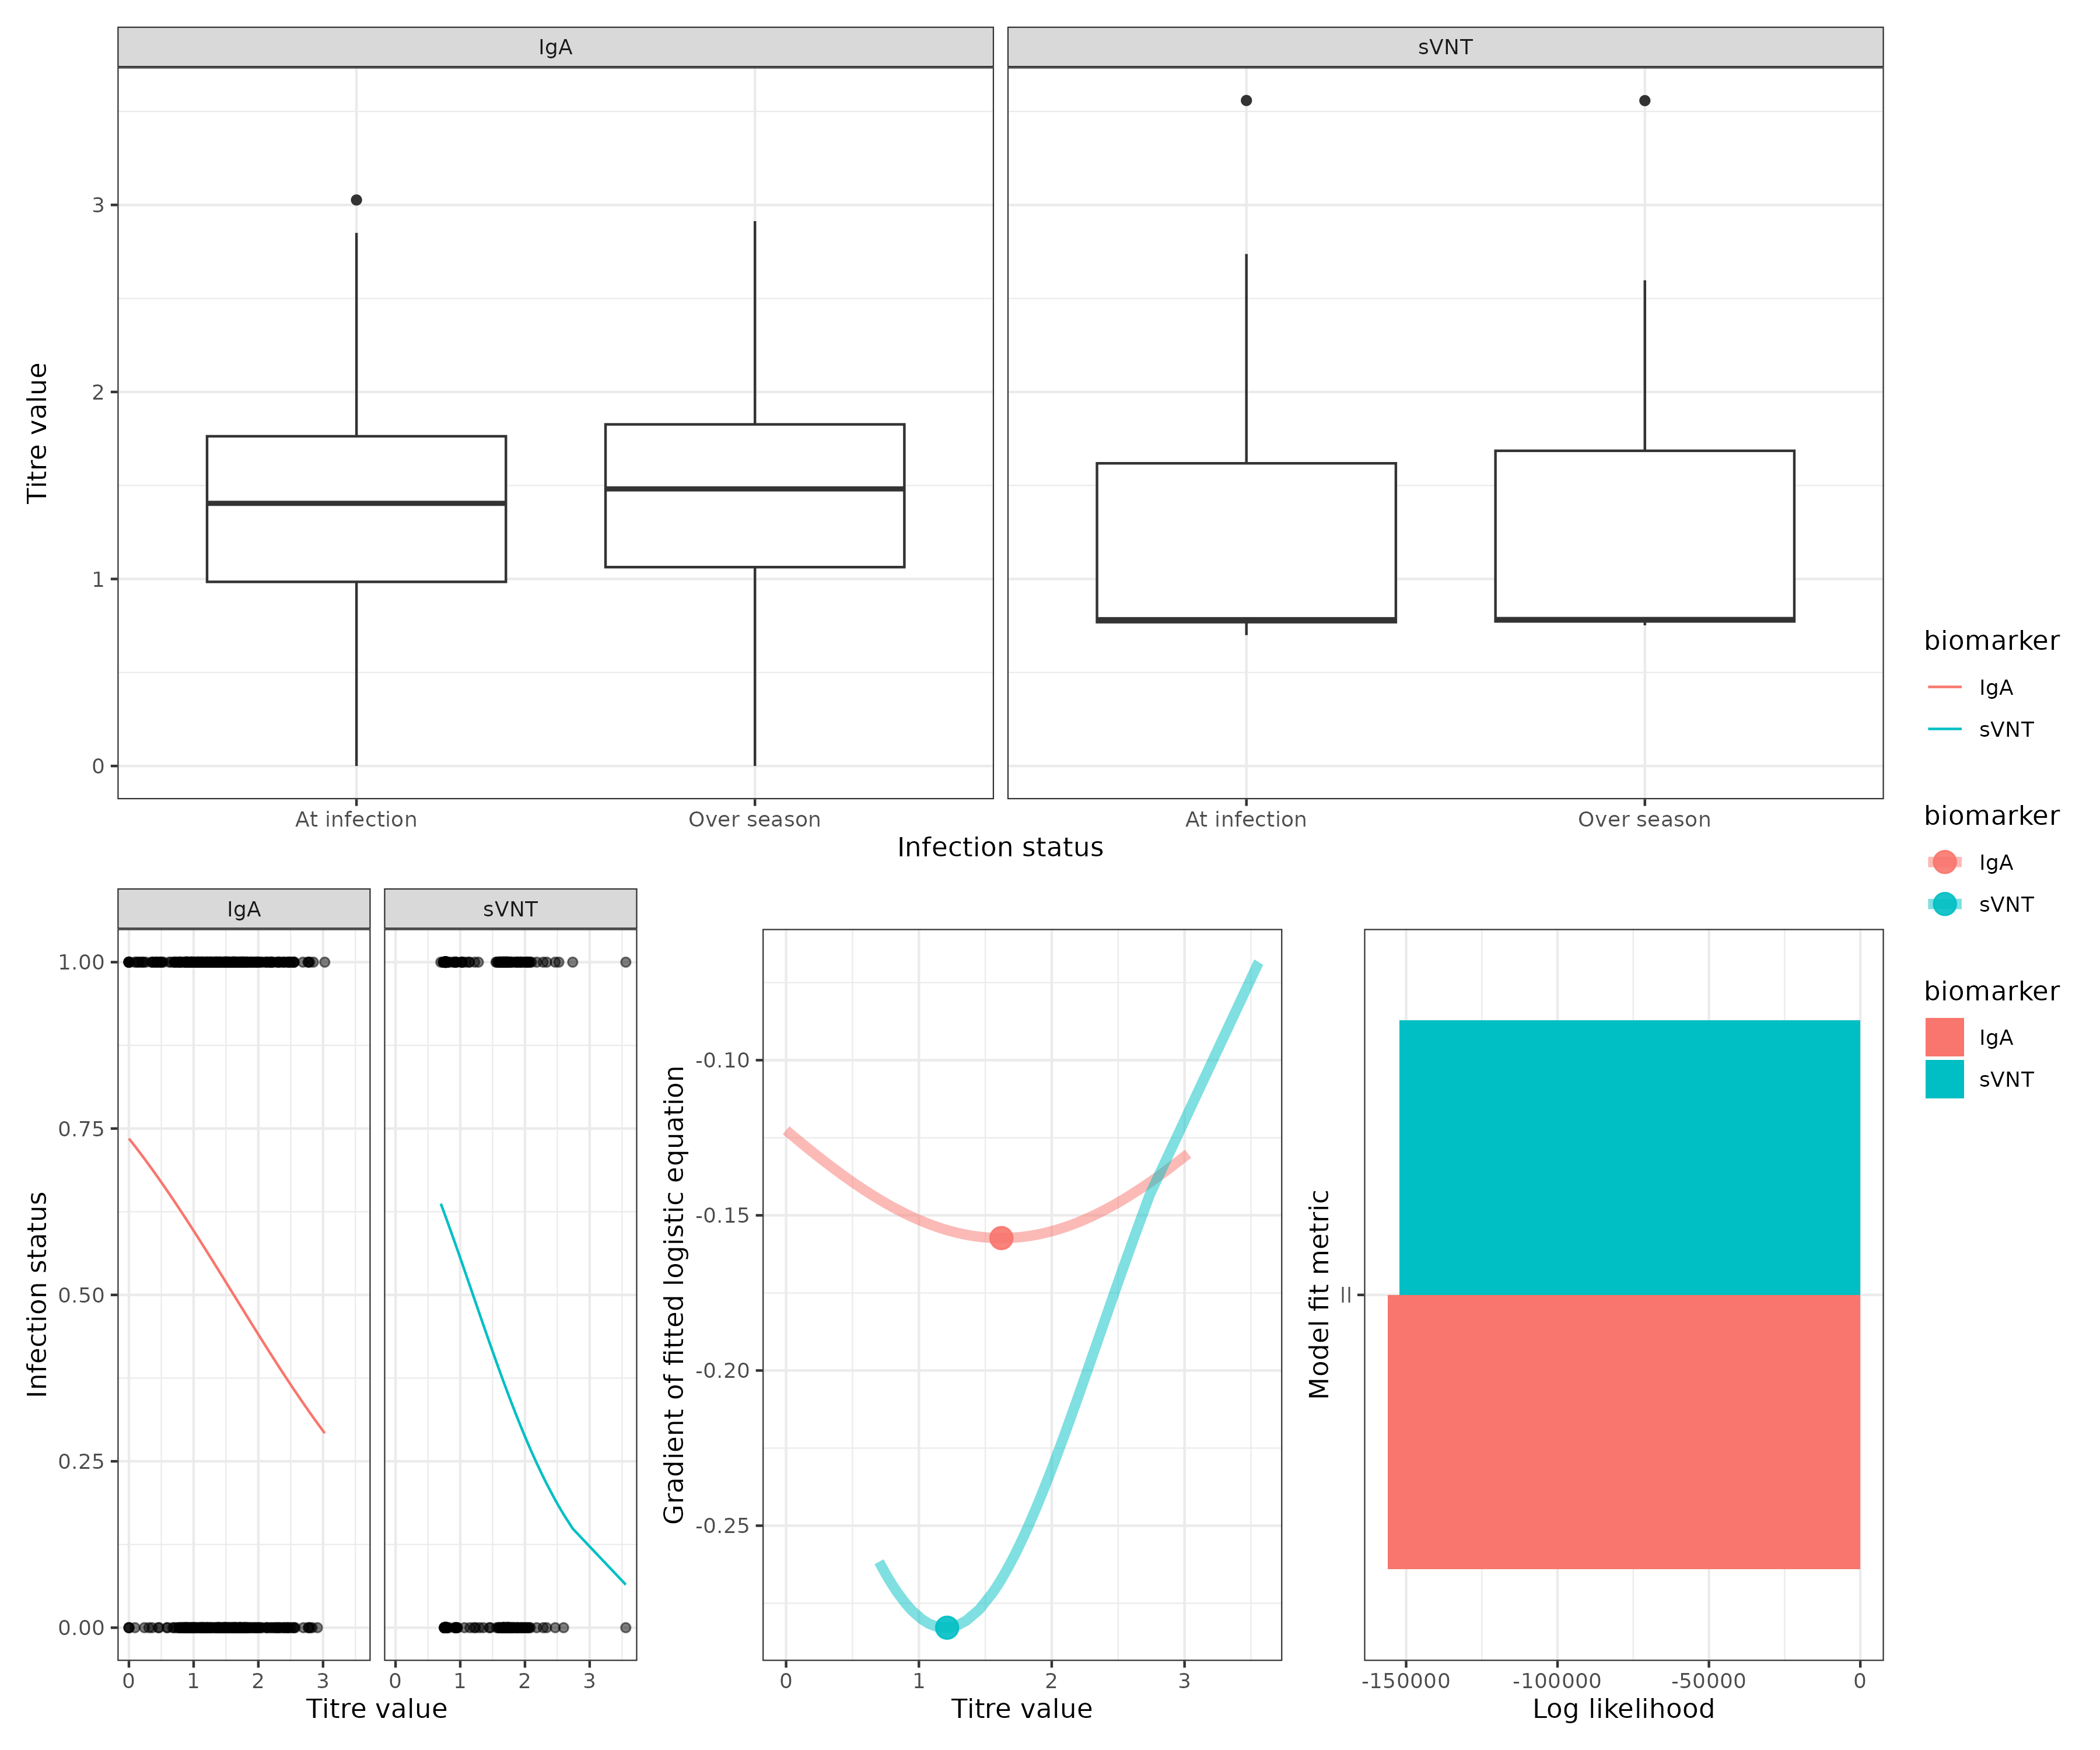 IgA
sVNT
Titre value
3
2
1
0
At infection
Over season
At infection
Over season
Infection status
biomarker
IgA
sVNT
biomarker
IgA
sVNT
biomarker
IgA
sVNT
IgA
sVNT
Infection status
1.00
0.75
0.50
0.25
0.00
0
1
2
3
0
1
2
3
Titre value
Gradient of fitted logistic equation
-0.10
-0.15
-0.20
-0.25
0
1
2
3
Titre value
Model fit metric
ll
-150000
-100000
-50000
0
Log likelihood